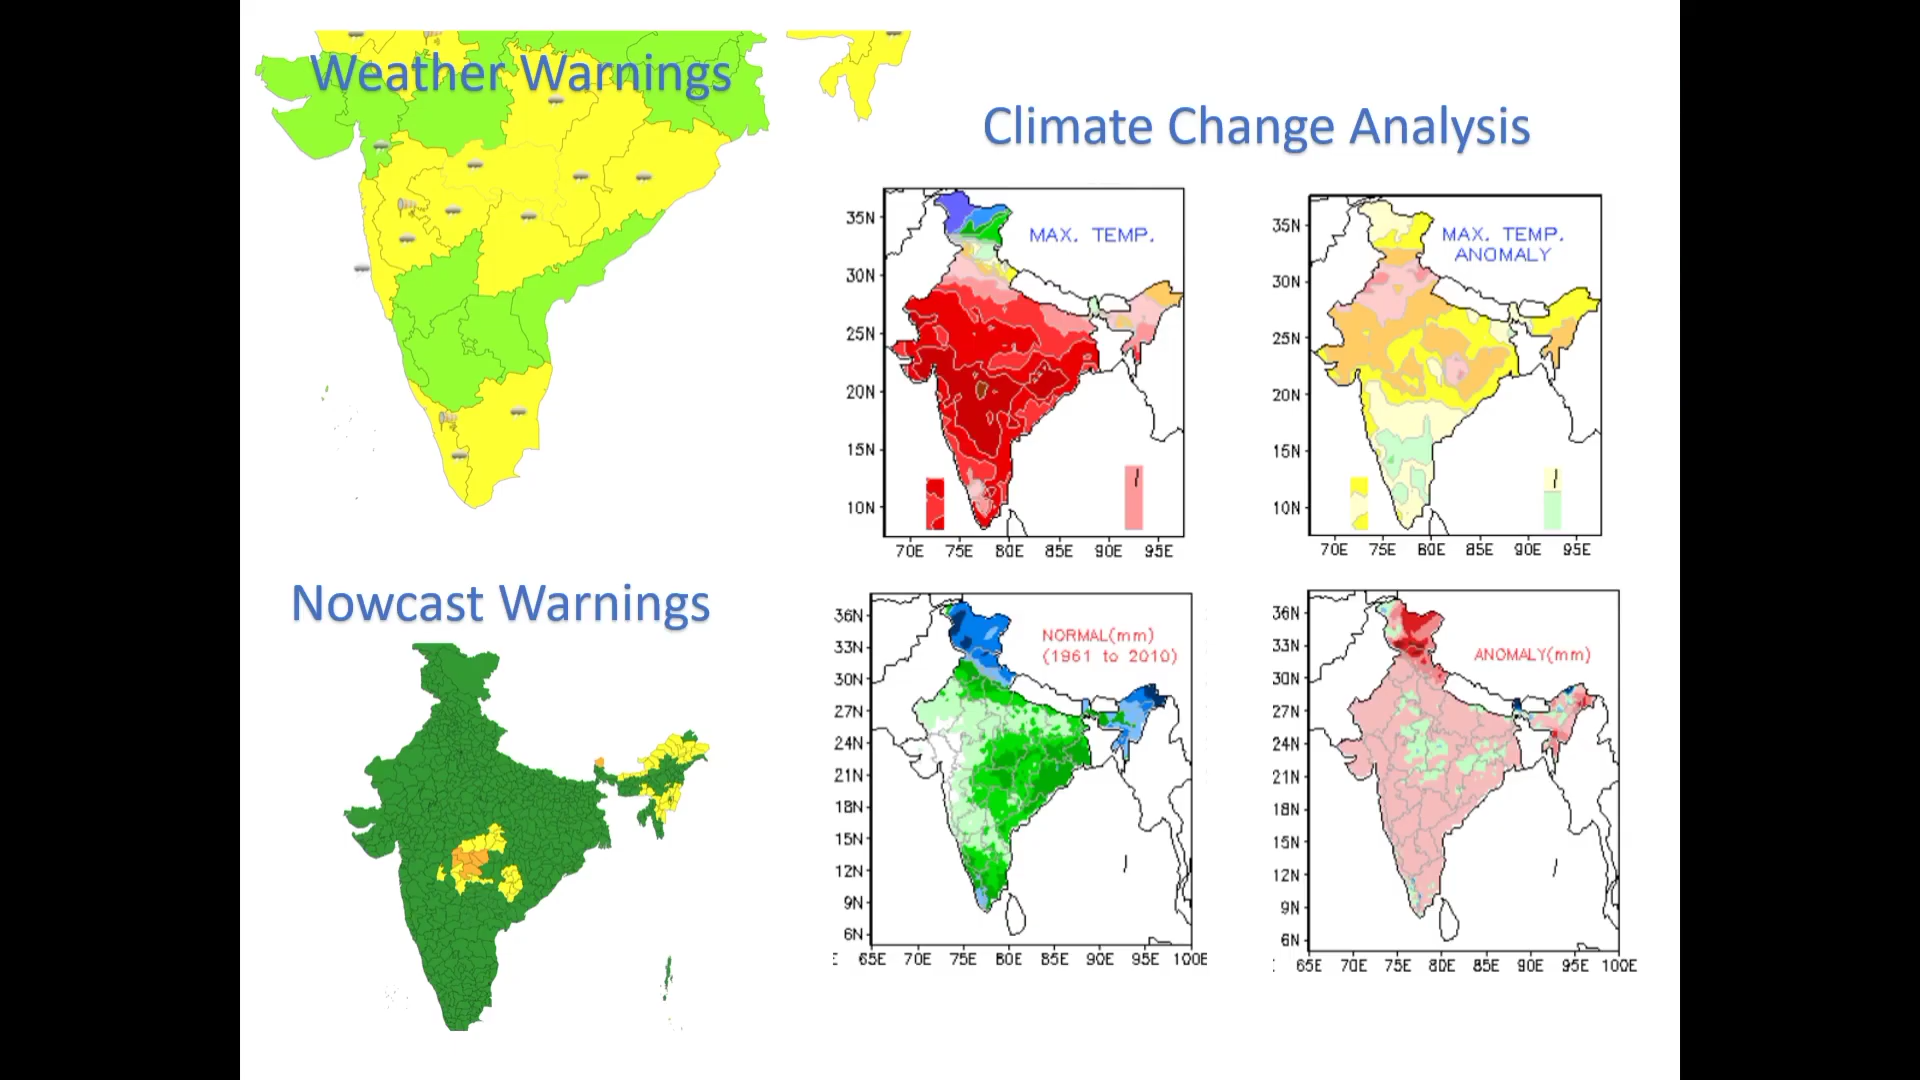 Weather Warnings
Climate Change Analysis
35N
30N
25N
20N
15N
10N
MAX. TEMP.
70E 75E 80E 85E 90E 95E
35N
30N
25N
20N
15N
10N
MAX. TEMP.
ANOMALY
70E 75E 80E 85E 90E 95E
Nowcast Warnings
36N
33N
30N
27N
24N
21N
18N
15N
12N
9N
6N
NORMAL(mm)
(1961 to 2010)
65E 70E 75E 80E 85E 90E 95E 100E
36N
33N
30N
27N
24N
21N
18N
15N
12N
9N
6N
ANOMALY(mm)
65E 70E 75E 80E 85E 90E 95E 100E